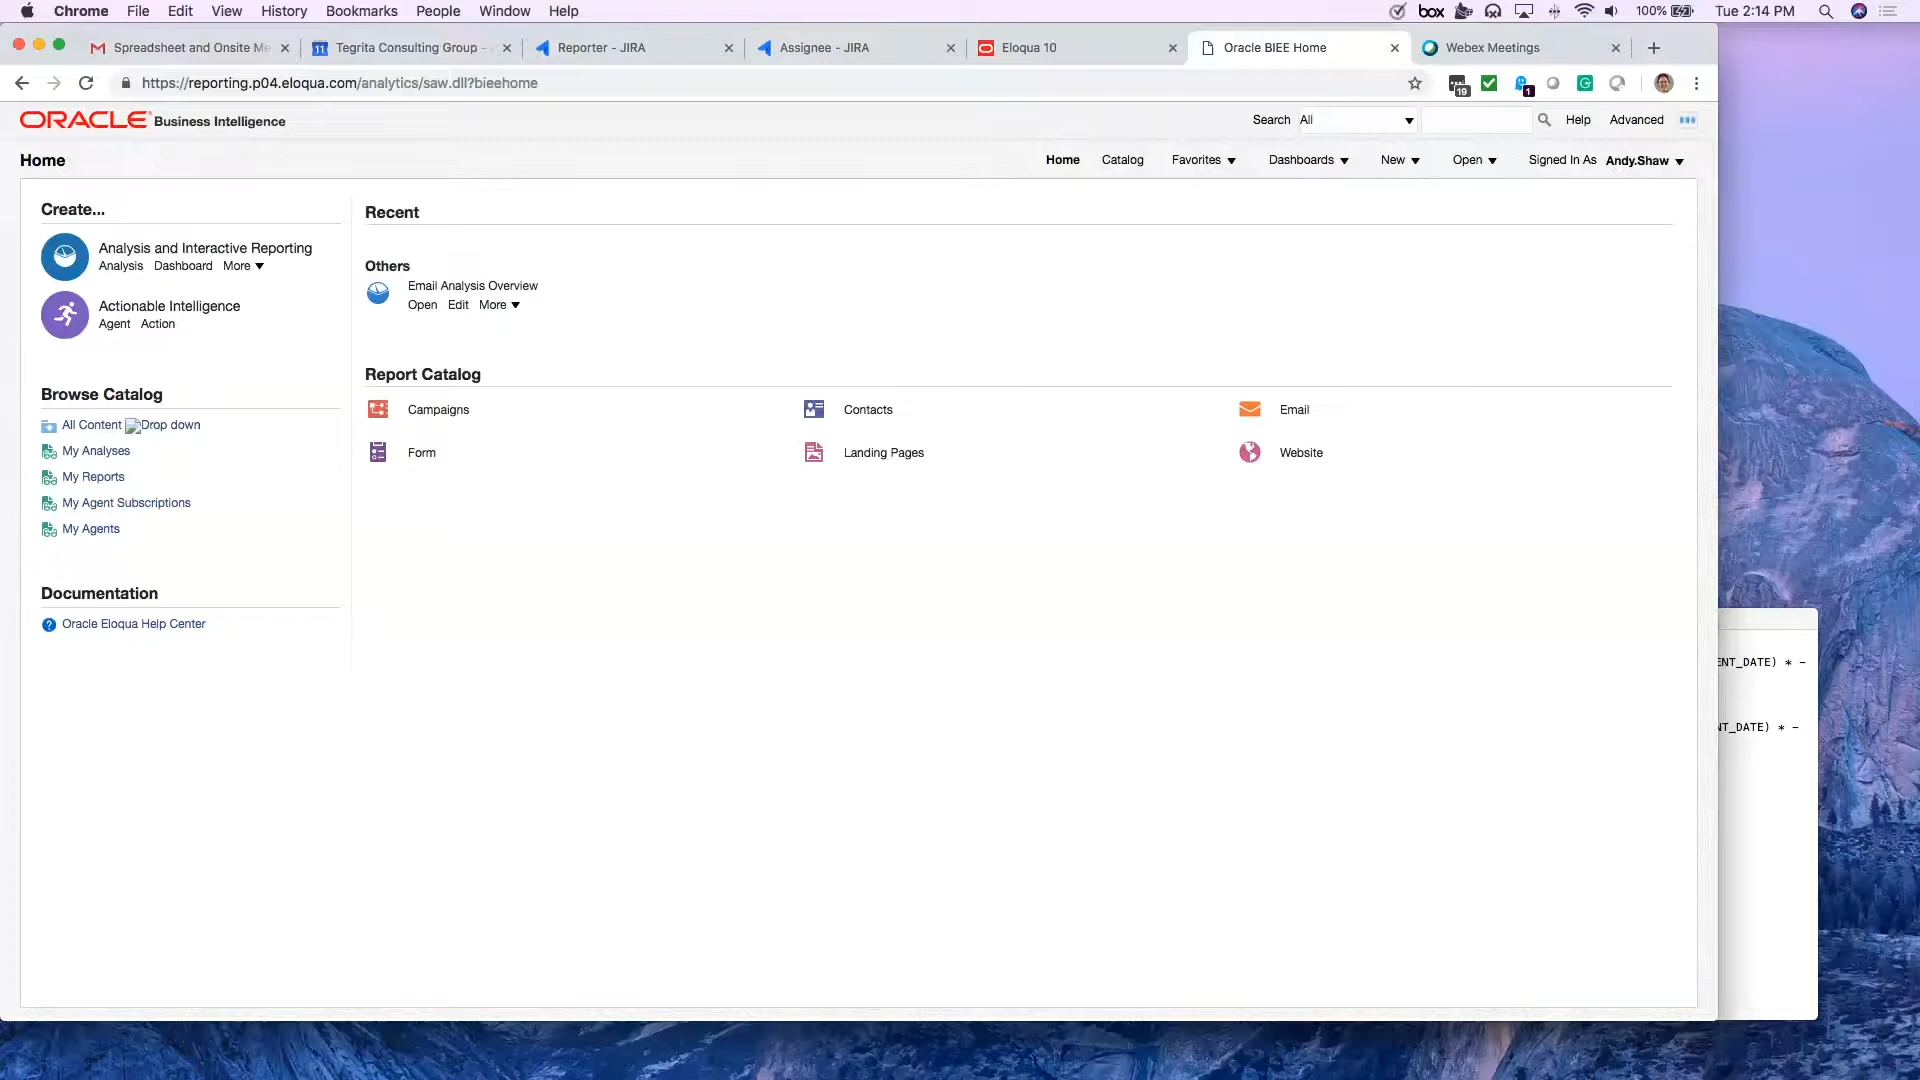 Chrome File Edit View History Bookmarks People Window Help box 100% Tue 2:14 PM
Spreadsheet and Onsite Me Tegrita Consulting Group - Reporter - JIRA Assignee - JIRA Eloqua 10 Oracle BIEE Home Webex Meetings
11
https://reporting.p04.eloqua.com/analytics/saw.dll?bieehome
19 1
ORACLE Business Intelligence Search All Help Advanced
Home Home Catalog Favorites Dashboards New Open Signed In As Andy.Shaw
Create...
Analysis and Interactive Reporting
Analysis Dashboard More
Actionable Intelligence
Agent Action
Browse Catalog
All Content Drop down
My Analyses
My Reports
My Agent Subscriptions
My Agents
Documentation
Oracle Eloqua Help Center
Recent
Others
Email Analysis Overview
Open Edit More
Report Catalog
Campaigns Contacts Email
Form Landing Pages Website
ENT_DATE) * -
NT_DATE) * -